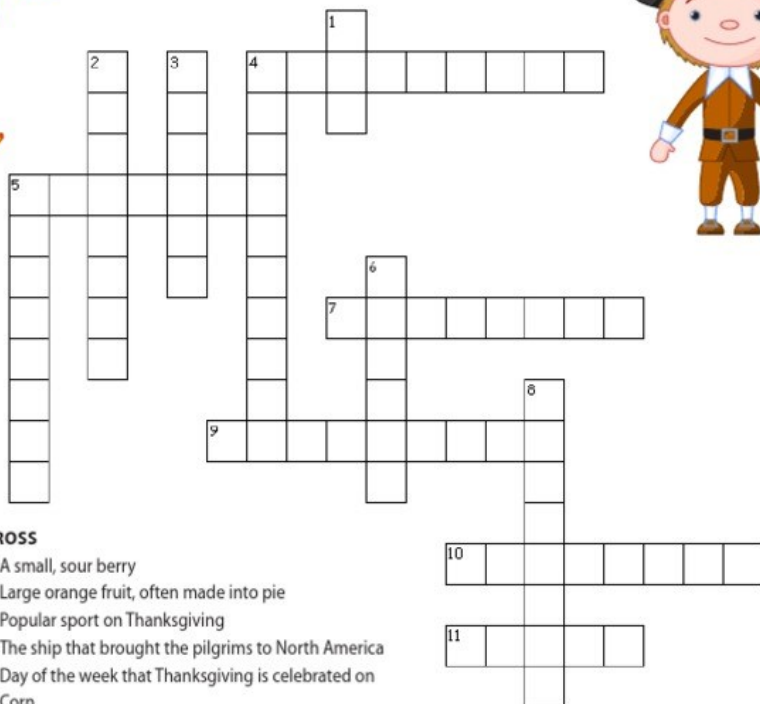 1
2 3 4
5
6
7
8
9
10
11
ROSS
A small, sour berry
Large orange fruit, often made into pie
Popular sport on Thanksgiving
The ship that brought the pilgrims to North America
Day of the week that Thanksgiving is celebrated on
Corn